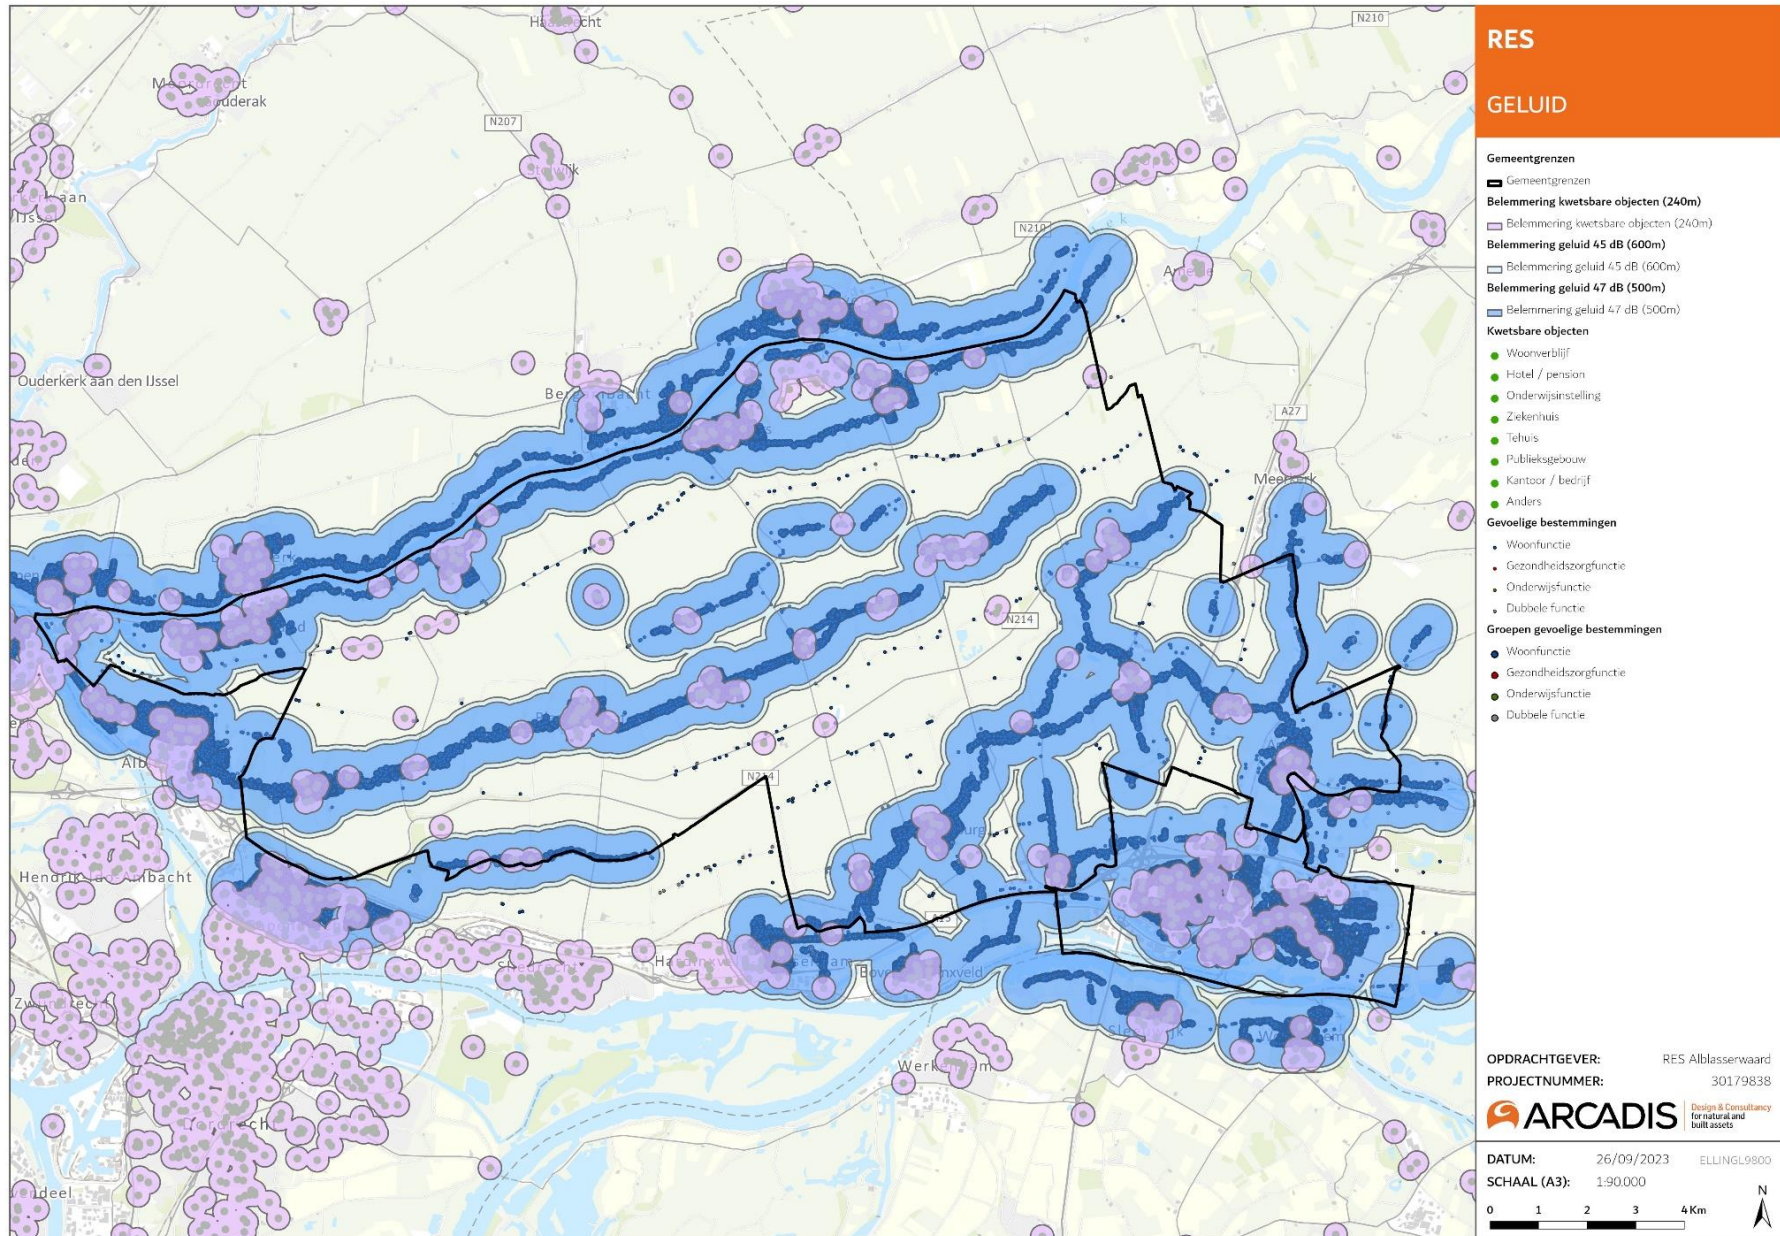 RES
GELUID
Gemeentgrenzen
Gemeentgrenzen
Belemmering kwetsbare objecten (240m)
Belemmering kwetsbare objecten (240m)
Belemmering geluid 45 dB (600m)
Belemmering geluid 45 dB (600m)
Belemmering geluid 47 dB (500m)
Belemmering geluid 47 dB (500m)
Kwetsbare objecten
Woonverblijf
Hotel / pension
Onderwijsinstelling
Ziekenhuis
Tehuis
Publieksgebouw
Kantoor / bedrijf
Anders
Gevoelige bestemmingen
Woonfunctie
Gezondheidszorgfunctie
Onderwijsfunctie
Dubbele functie
Groepen gevoelige bestemmingen
Woonfunctie
Gezondheidszorgfunctie
Onderwijsfunctie
Dubbele functie
OPDRACHTGEVER: RES Alblasserwaard
PROJECTNUMMER: 30179838
ARCADIS
Design & Consultancy
for natural and
built assets
DATUM: 26/09/2023 ELLINGL9800
SCHAAL (A3): 1:90.000
0 1 2 3 4 Km
N
Haastrecht
N210
Gouderak
N207
N210
Ouderkerk aan den IJssel
A27
Meerkerk
N214
N214
Hendrik-Ido-Ambacht
A15
Werkendam